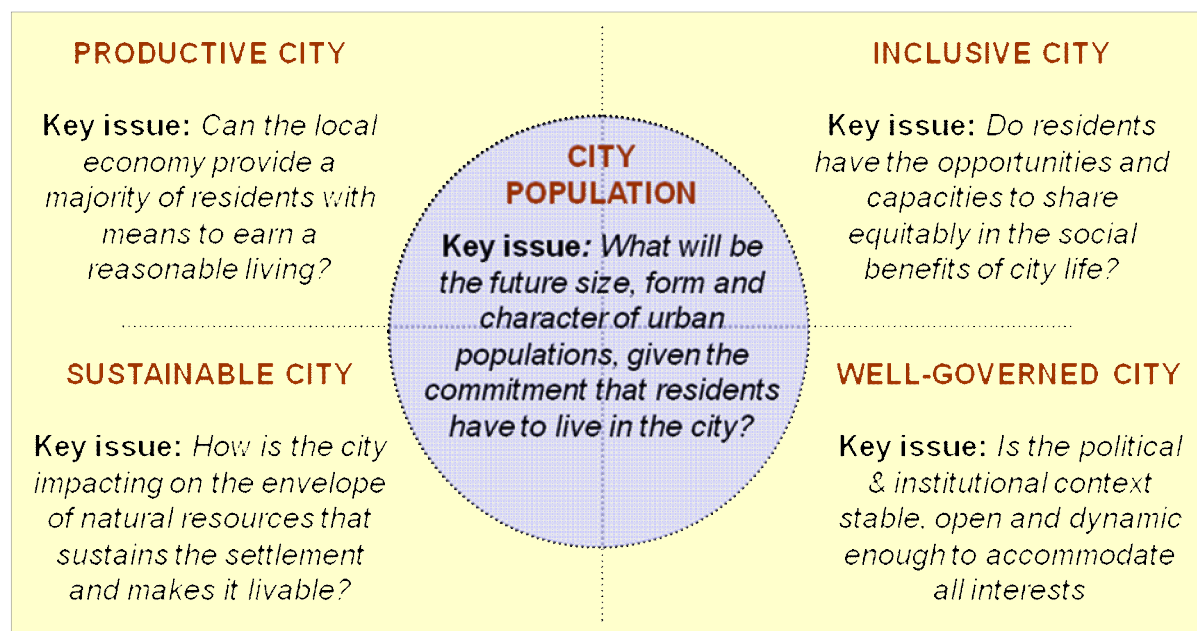 PRODUCTIVE CITY
Key issue: Can the local
economy provide a
majority of residents with
means to earn a
reasonable living?
INCLUSIVE CITY
Key issue: Do residents
have the opportunities and
capacities to share
equitably in the social
benefits of city life?
CITY
POPULATION
Key issue: What will be
the future size, form and
character of urban
populations, given the
commitment that residents
have to live in the city?
SUSTAINABLE CITY
Key issue: How is the city
impacting on the envelope
of natural resources that
sustains the settlement
and makes it livable?
WELL-GOVERNED CITY
Key issue: Is the political
& institutional context
stable, open and dynamic
enough to accommodate
all interests